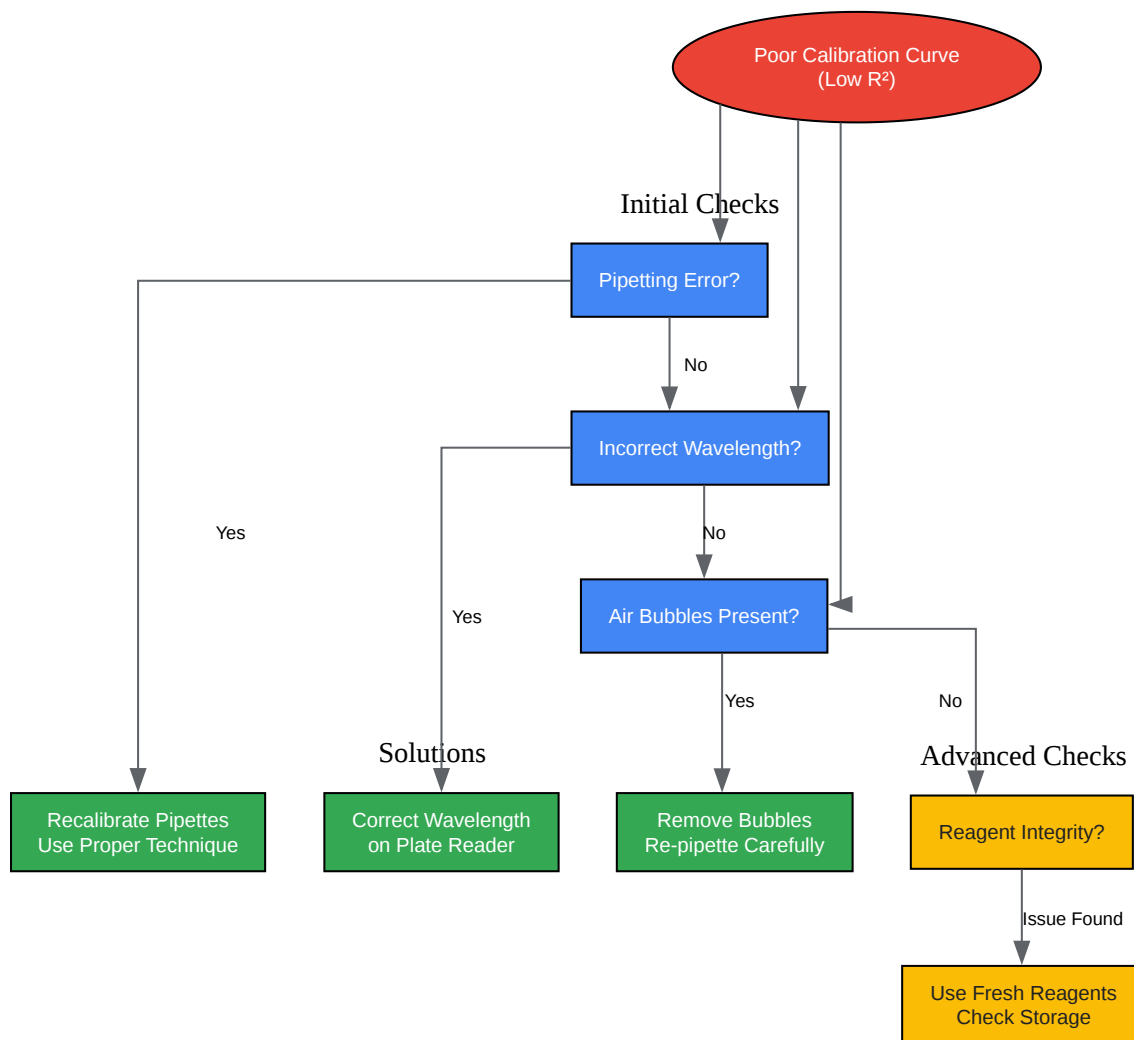 Poor Calibration Curve
(Low R²)
Initial Checks
Pipetting Error?
No
Incorrect Wavelength?
Yes
No
Yes
Air Bubbles Present?
Yes
No
Solutions
Advanced Checks
Recalibrate Pipettes
Use Proper Technique
Correct Wavelength
on Plate Reader
Remove Bubbles
Re-pipette Carefully
Reagent Integrity?
Issue Found
Use Fresh Reagents
Check Storage